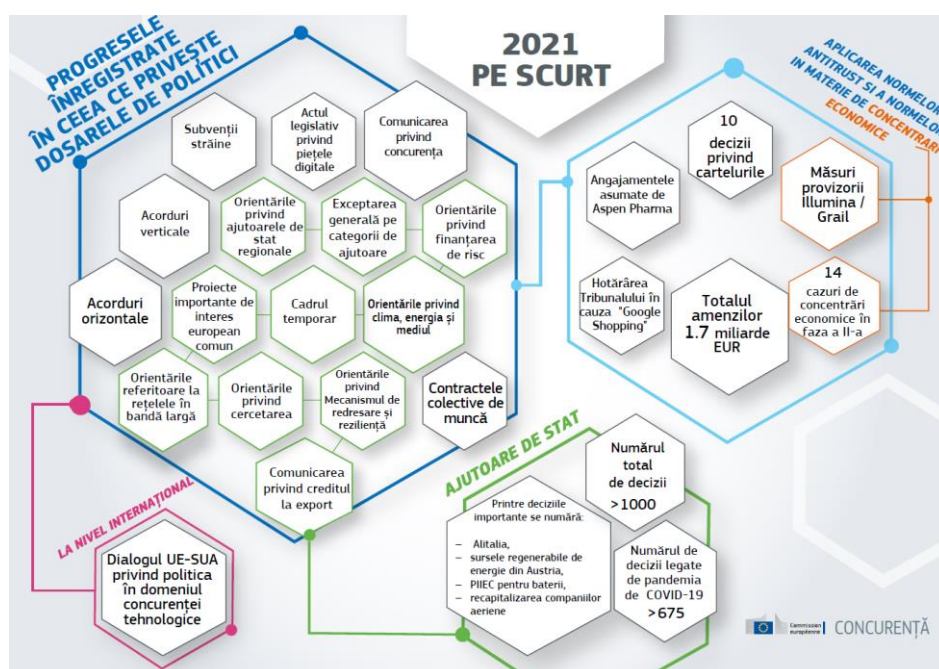 PROGRESELE
ÎNREGISTRATE
ÎN CEEA CE PRIVEȘTE
DOSARELE DE POLITICI
2021
PE SCURT
APLICAREA NORMELOR
ANTITRUST SI A NORMELOR
IN MATERIE DE CONCENTRARI
ECONOMICE
Subvenții
străine
Actul
legislativ
privind
piețele
digitale
Comunicarea
privind
concurența
Acorduri
verticale
Orientările
privind
ajutoarele de
stat
regionale
Exceptarea
generală pe
categorii de
ajutoare
Orientările
privind
finanțarea
de risc
Acorduri
orizontale
Proiecte
importante de
interes
european
comun
Cadrul
temporar
Orientările privind
clima, energia și
mediul
Orientările
referitoare la
rețelele în
bandă largă
Orientările
privind
cercetarea
Orientările
privind
Mecanismul de
redresare și
reziliență
Contractele
colective de
muncă
Comunicarea
privind creditul
la export
10
decizii
privind
cartelurile
Angajamentele
asumate de
Aspen Pharma
Măsuri
provizorii
Illumina /
Grail
Hotărârea
Tribunalului în
cauza "Google
Shopping"
Totalul
amenzilor
1.7 miliarde
EUR
14
cazuri de
concentrări
economice în
faza a II-a
LA NIVEL INTERNAȚIONAL
Dialogul UE-SUA
privind politica
în domeniul
concurenței
tehnologice
AJUTOARE DE STAT
Numărul
total
de decizii
>1000
Printre deciziile
importante se numără:
– Alitalia,
– sursele regenerabile de
energie din Austria,
– PIIEC pentru baterii,
– recapitalizarea companiilor
aeriene
Numărul de
decizii legate
de pandemia
de COVID-19
>675
Commission
européenne
CONCURENȚĂ